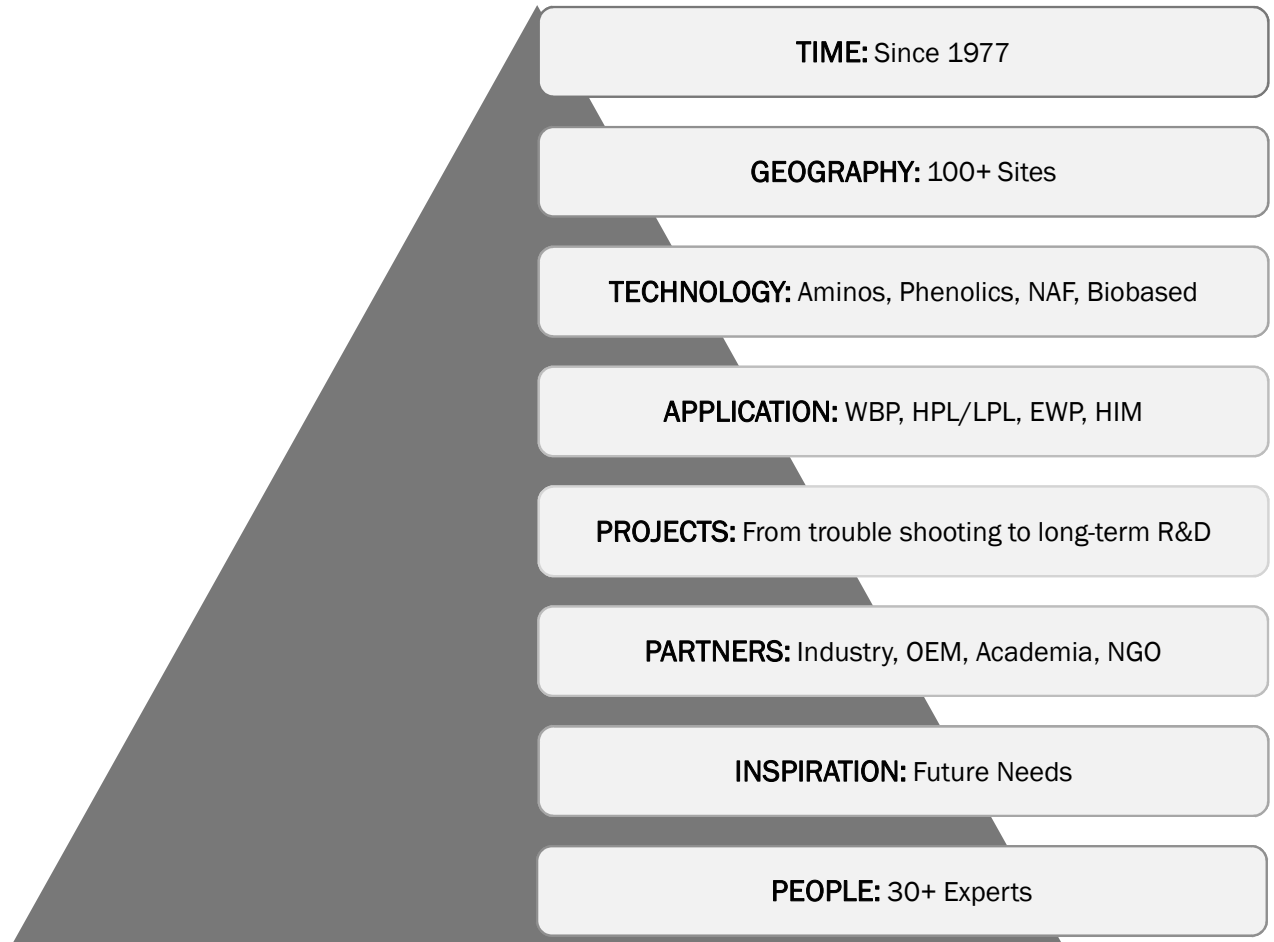 TIME: Since 1977
GEOGRAPHY: 100+ Sites
TECHNOLOGY: Aminos, Phenolics, NAF, Biobased
APPLICATION: WBP, HPL/LPL, EWP, HIM
PROJECTS: From trouble shooting to long-term R&D
PARTNERS: Industry, OEM, Academia, NGO
INSPIRATION: Future Needs
PEOPLE: 30+ Experts